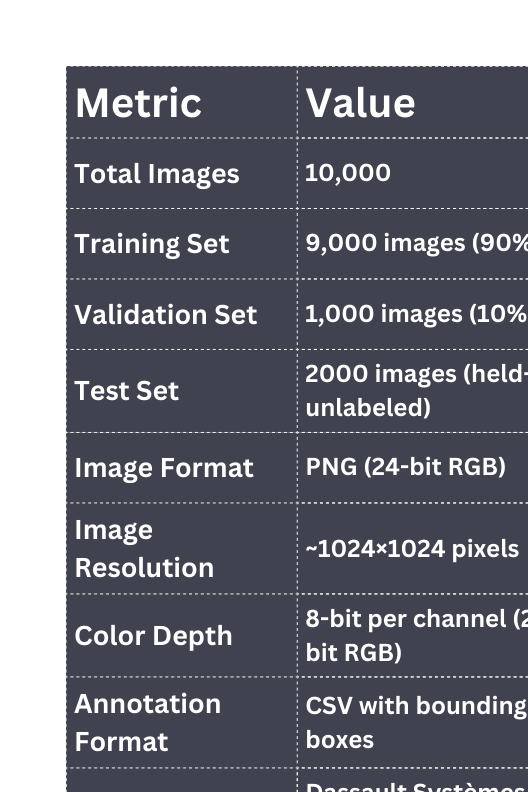 Metric Value
Total Images 10,000
Training Set 9,000 images (90%
Validation Set 1,000 images (10%
Test Set 2000 images (held-
unlabeled)
Image Format PNG (24-bit RGB)
Image
Resolution ~1024×1024 pixels
Color Depth 8-bit per channel (2
bit RGB)
Annotation
Format CSV with bounding
boxes
Dassault Systèmes